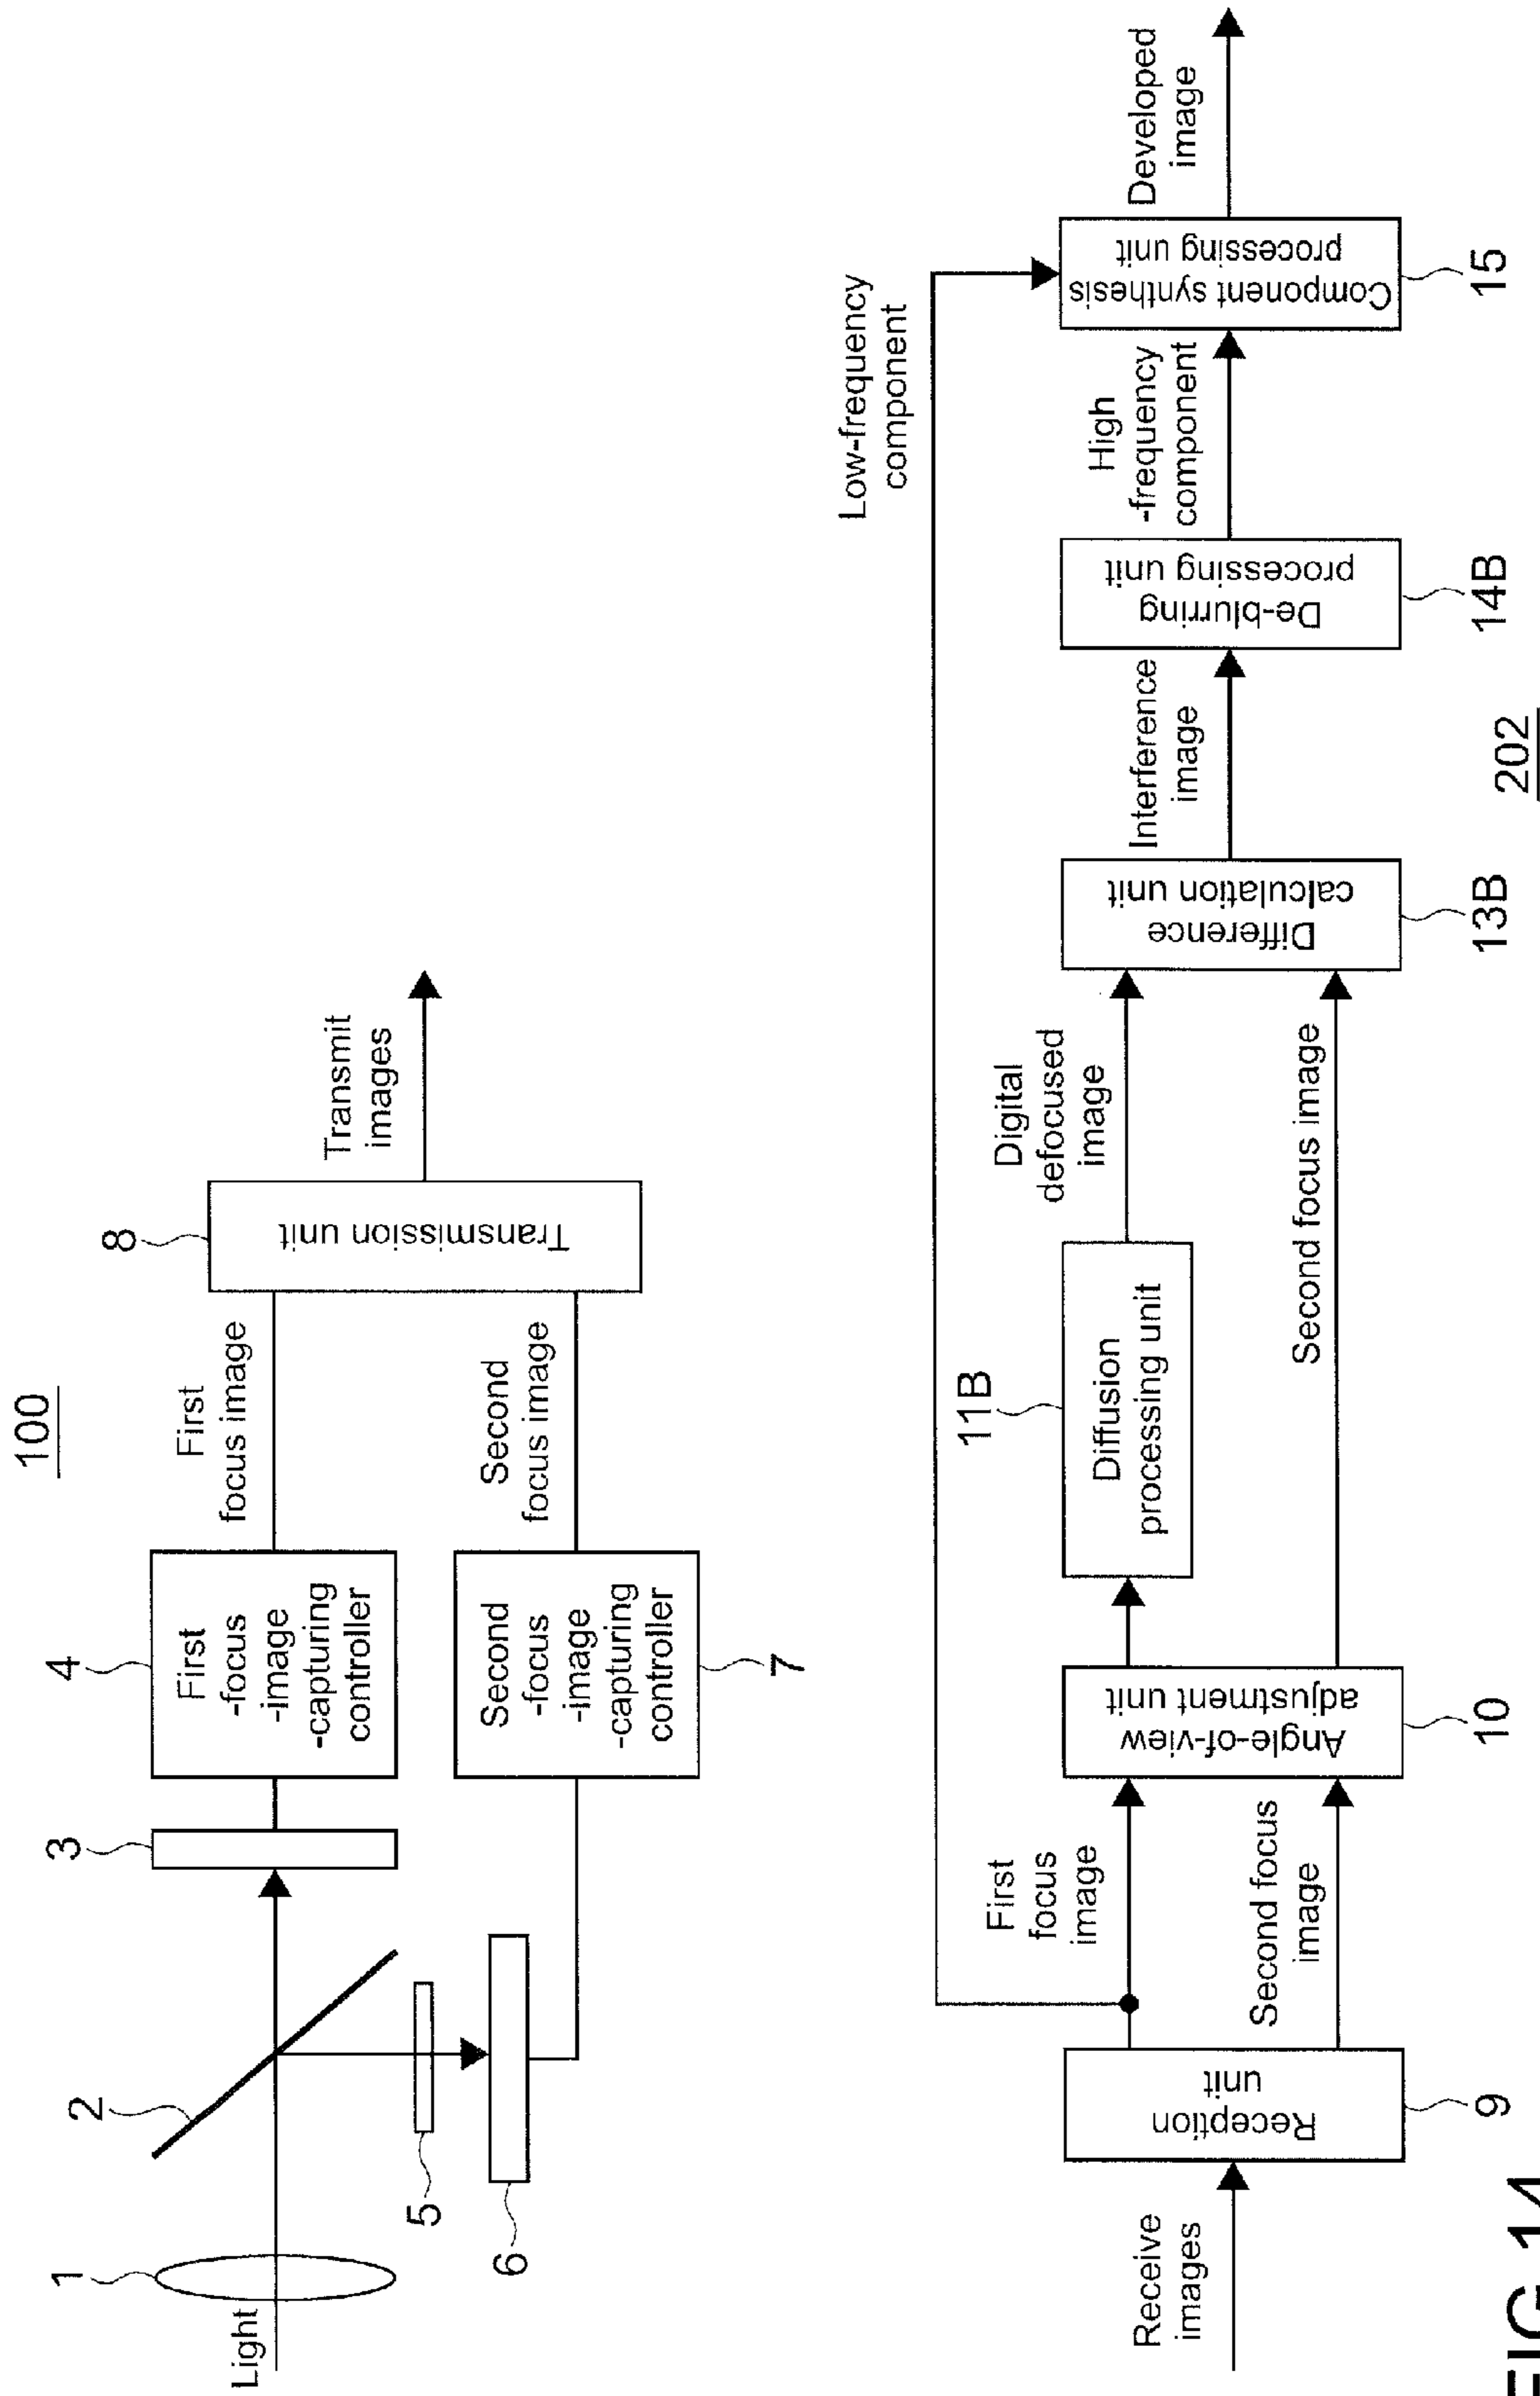 100
1
Light
2
3
4
First
-focus
-image
-capturing
controller
First
focus image
8
Transmission unit
Transmit
images
5
6
Second
-focus
-image
-capturing
controller
7
Second
focus image
Receive
images
Reception
unit
9
First
focus
image
Second focus
image
Angle-of-view
adjustment unit
10
11B
Diffusion
processing unit
Digital
defocused
image
Second focus image
Difference
calculation unit
13B
Interference
image
De-blurring
processing unit
14B
High
-frequency
component
Low-frequency
component
Component synthesis
processing unit
15
Developed
image
202
FIG.14